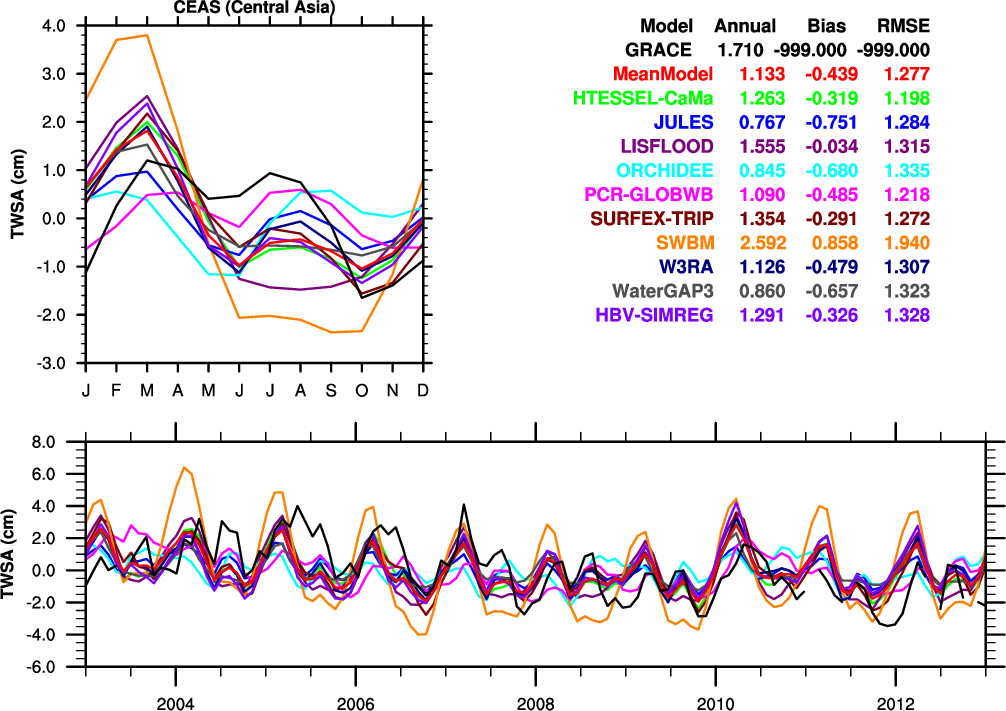 CEAS (Central Asia)
4.0
3.0
2.0
1.0
0.0
-1.0
-2.0
-3.0
TWSA (cm)
J F M A M J J A S O N D
Model Annual Bias RMSE
GRACE 1.710 -999.000 -999.000
MeanModel 1.133 -0.439 1.277
HTESSEL-CaMa 1.263 -0.319 1.198
JULES 0.767 -0.751 1.284
LISFLOOD 1.555 -0.034 1.315
ORCHIDEE 0.845 -0.680 1.335
PCR-GLOBWB 1.090 -0.485 1.218
SURFEX-TRIP 1.354 -0.291 1.272
SWBM 2.592 0.858 1.940
W3RA 1.126 -0.479 1.307
WaterGAP3 0.860 -0.657 1.323
HBV-SIMREG 1.291 -0.326 1.328
8.0
6.0
4.0
2.0
0.0
-2.0
-4.0
-6.0
TWSA (cm)
2004 2006 2008 2010 2012